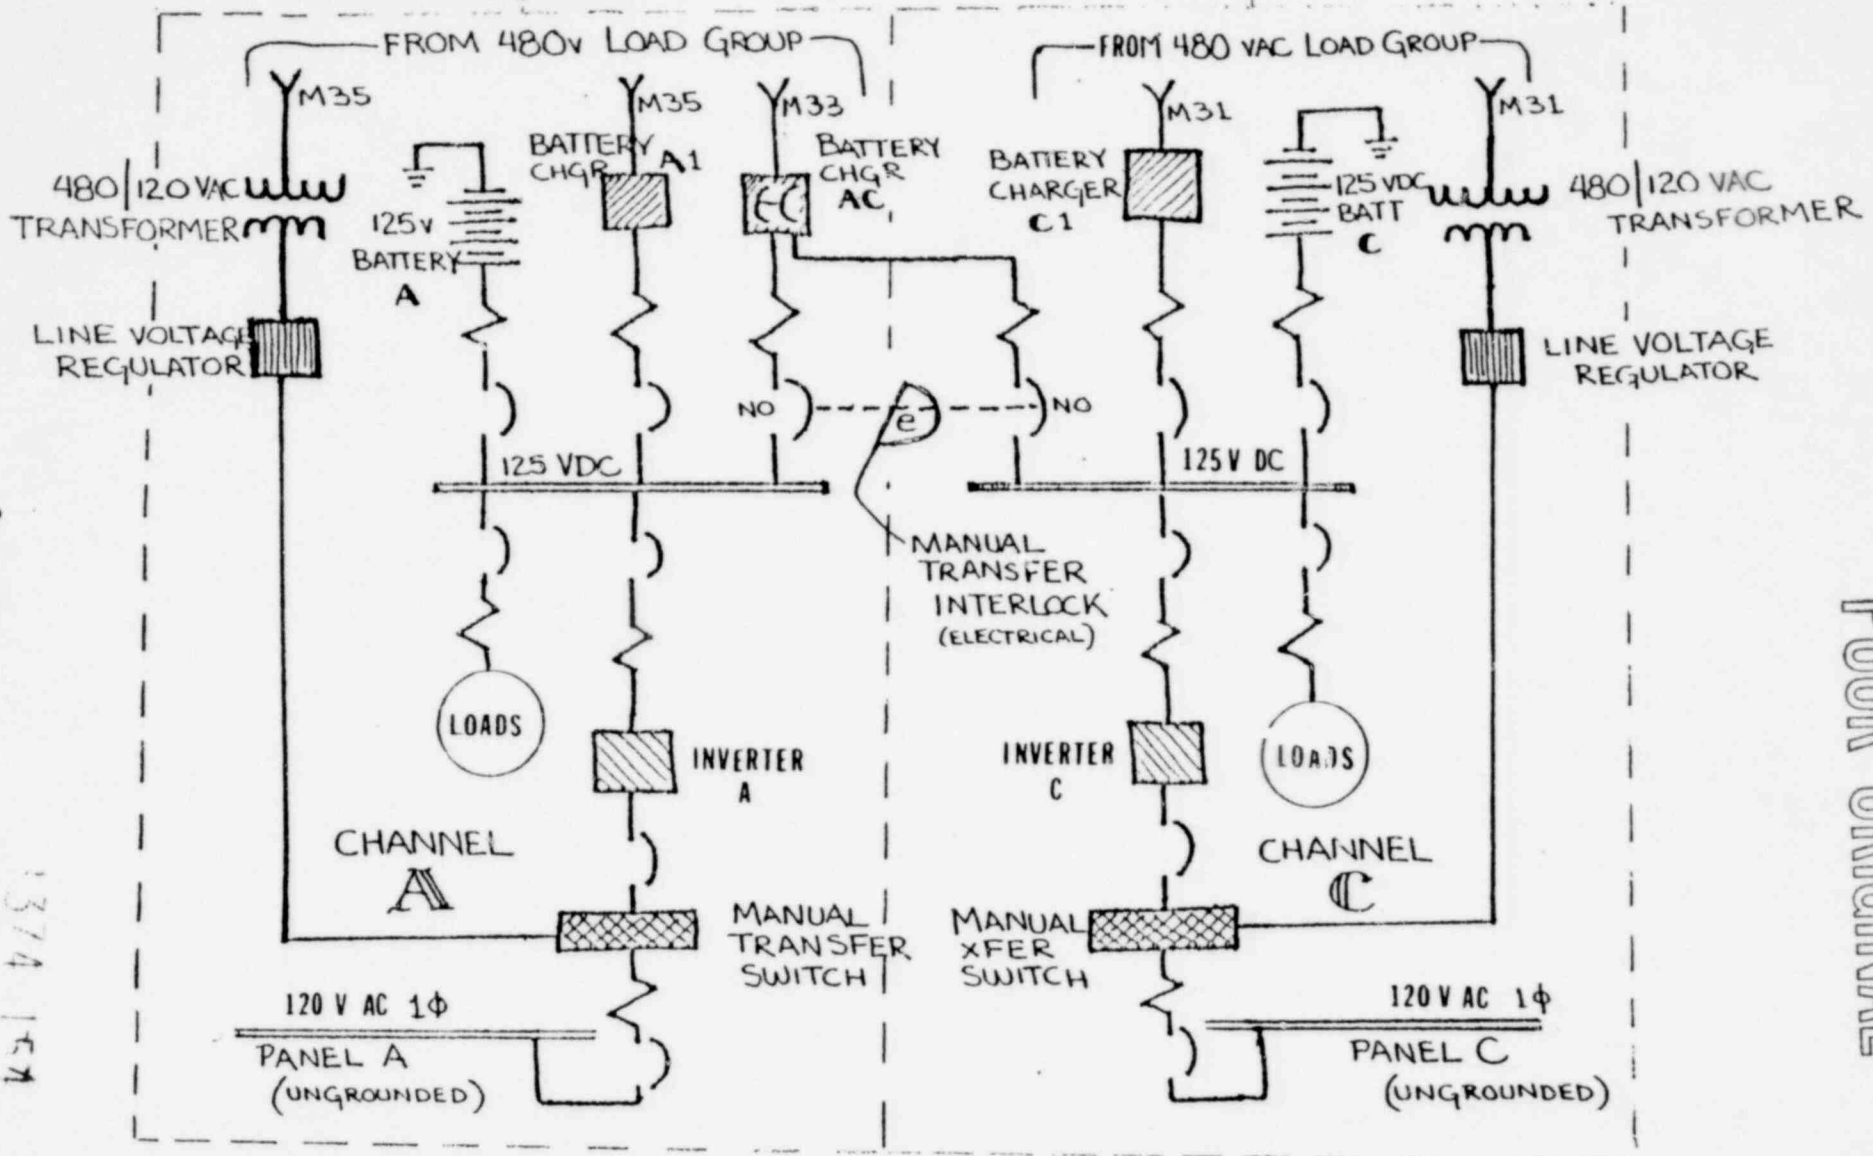 FROM 480V LOAD GROUP
FROM 480 VAC LOAD GROUP
M35
M35
M33
M31
M31
BATTERY
CHGR A1
BATTERY
CHGR
AC
BATTERY
CHARGER
C1
480/120 VAC
TRANSFORMER
125V
BATTERY
A
125 VDC
BATT
C
480/120 VAC
TRANSFORMER
LINE VOLTAGE
REGULATOR
LINE VOLTAGE
REGULATOR
NO
e
NO
125 VDC
125V DC
MANUAL
TRANSFER
INTERLOCK
(ELECTRICAL)
LOADS
INVERTER
A
INVERTER
C
LOADS
CHANNEL
A
CHANNEL
C
MANUAL
TRANSFER
SWITCH
MANUAL
XFER
SWITCH
120 V AC 1Φ
PANEL A
(UNGROUNDED)
120 V AC 1Φ
PANEL C
(UNGROUNDED)
POOR ORIGINAL